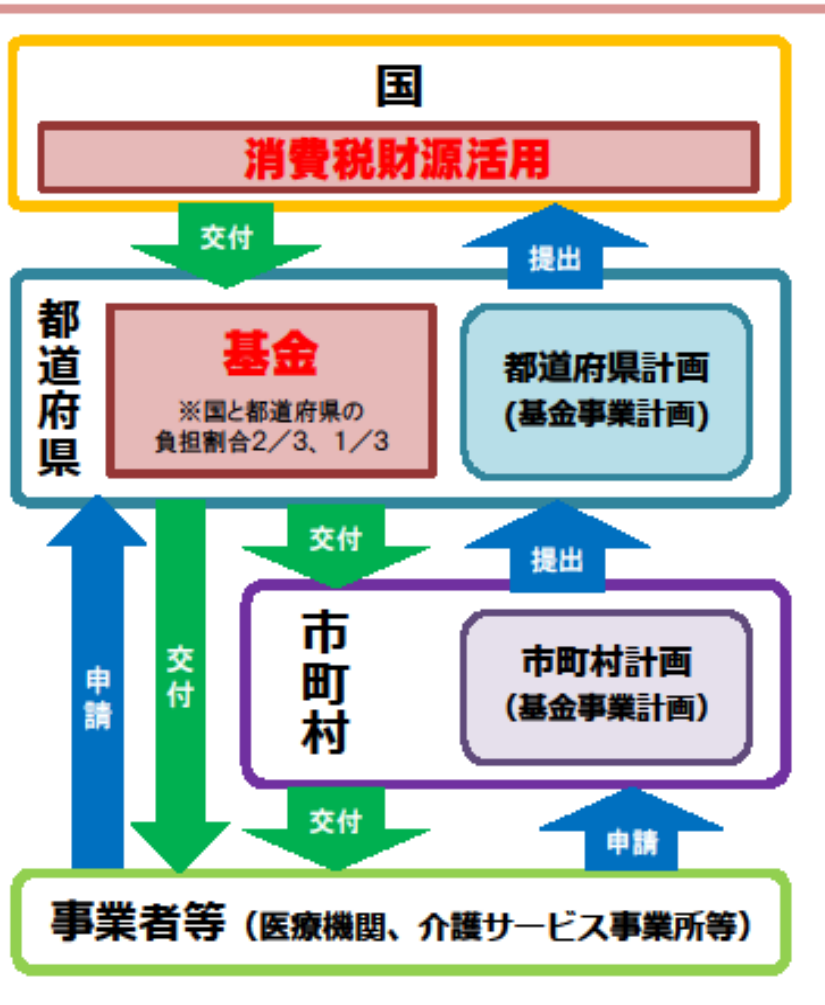 国
消費税財源活用
交付
提出
都道府県
基金
※国と都道府県の
負担割合2／3、1／3
都道府県計画
(基金事業計画)
交付
提出
申請
交付
市町村
市町村計画
（基金事業計画）
交付
申請
事業者等（医療機関、介護サービス事業所等）